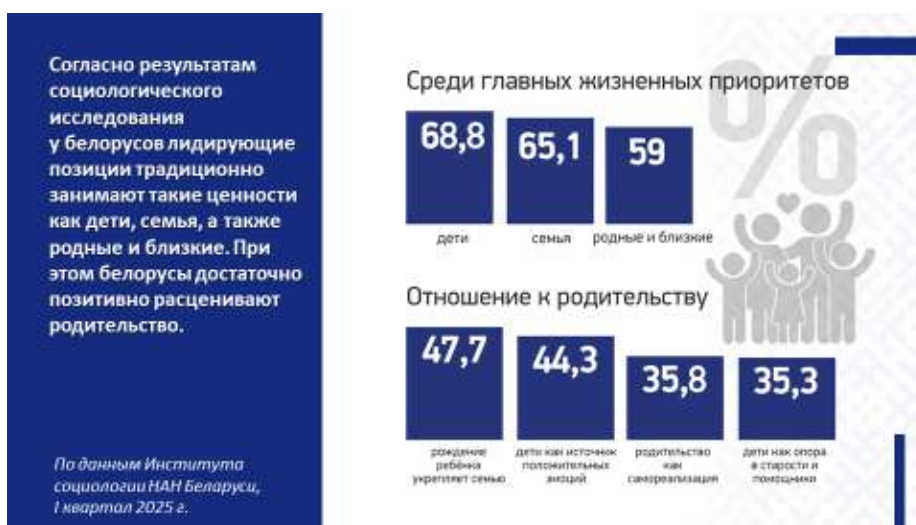 Согласно результатам
социологического
исследования
у белорусов лидирующие
позиции традиционно
занимают такие ценности
как дети, семья, а также
родные и близкие. При
этом белорусы достаточно
позитивно расценивают
родительство.
По данным Института
социологии НАН Беларуси,
I квартал 2025 г.
%
Среди главных жизненных приоритетов
68,8
65,1
59
дети
семья
родные и близкие
Отношение к родительству
47,7
44,3
35,8
35,3
рождение
ребёнка
укрепляет семью
дети как источник
положительных
эмоций
родительство
как
самореализация
дети как опора
в старости и
помощники